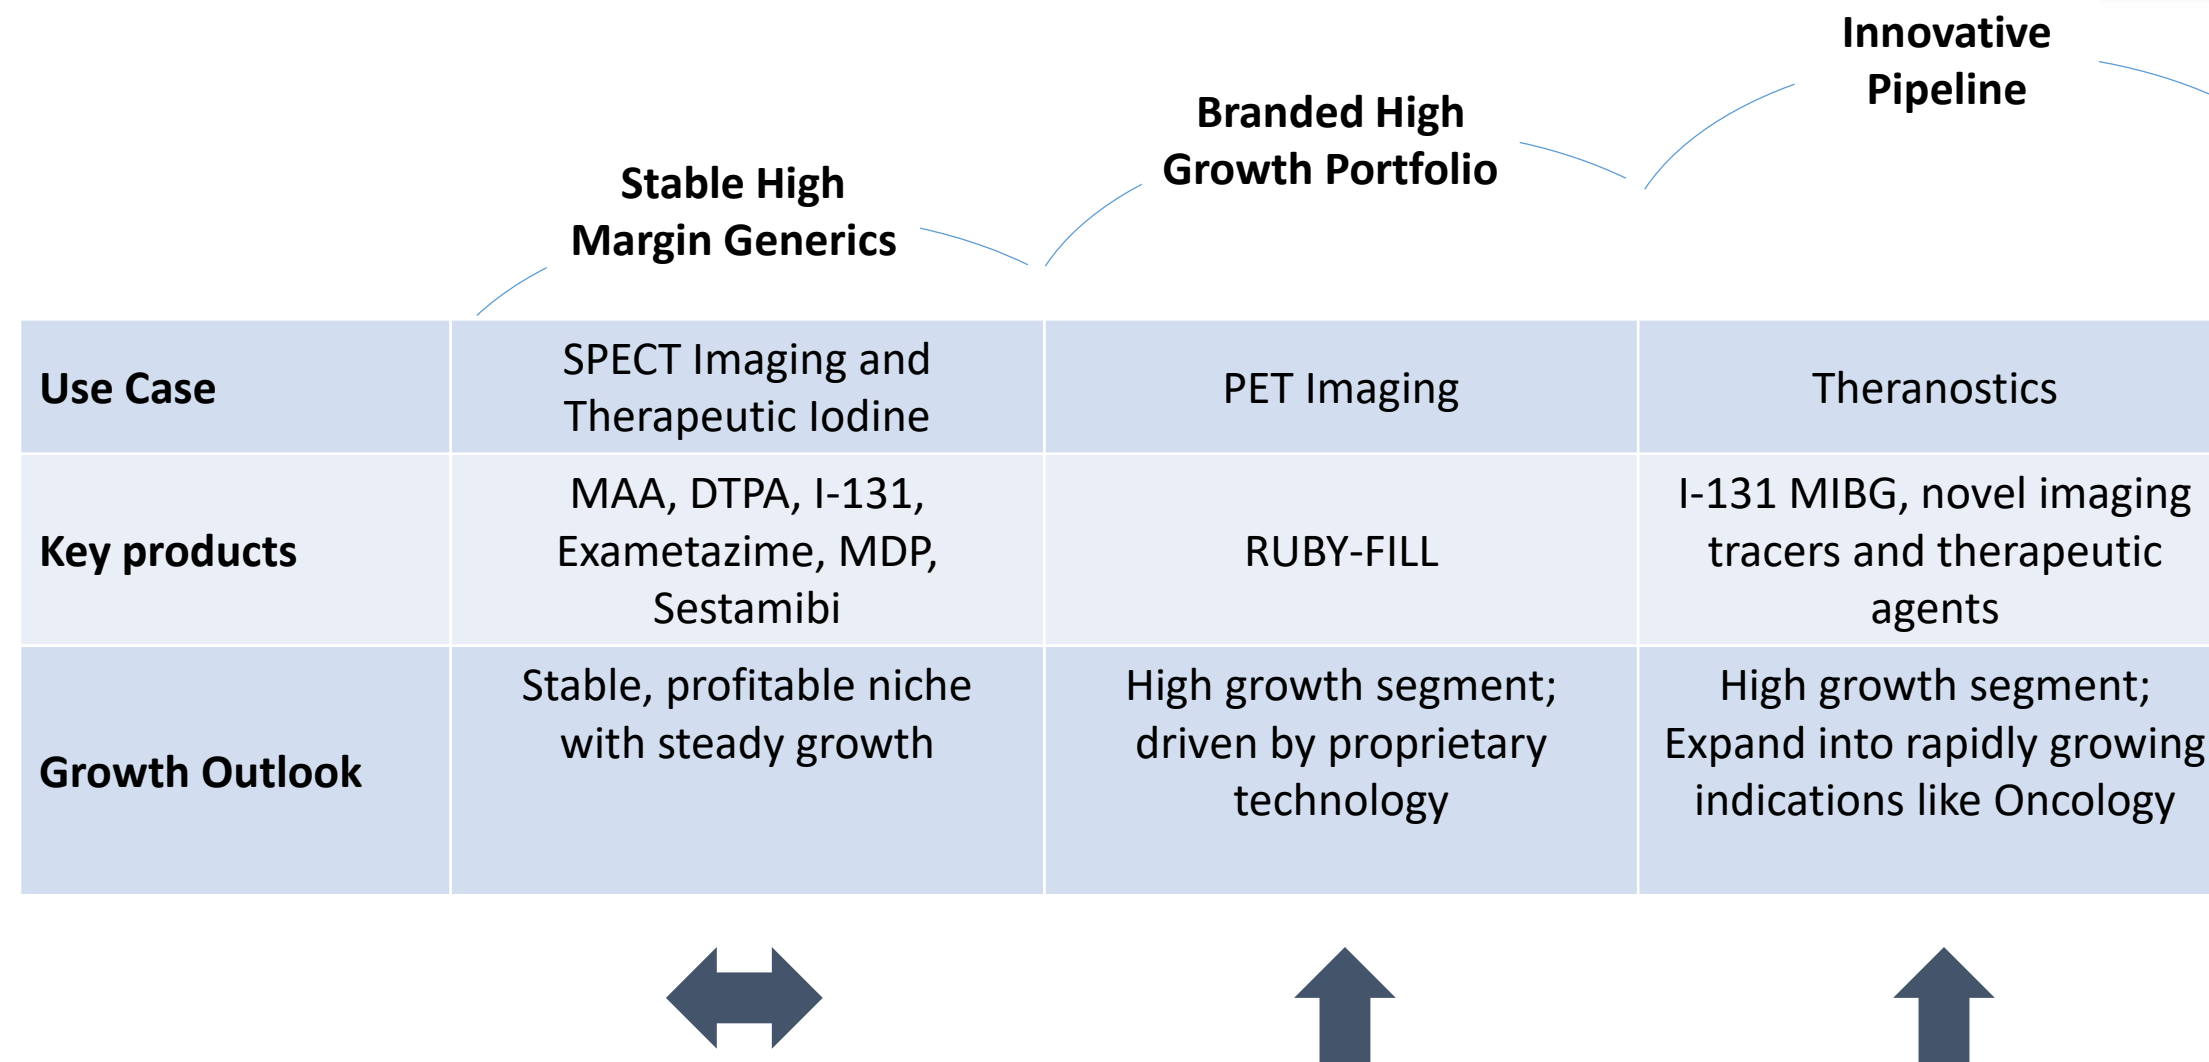 Innovative
Pipeline
Branded High
Growth Portfolio
Stable High
Margin Generics
Use Case
SPECT Imaging and
Therapeutic Iodine
PET Imaging
Theranostics
Key products
MAA, DTPA, I-131,
Exametazime, MDP,
Sestamibi
RUBY-FILL
I-131 MIBG, novel imaging
tracers and therapeutic
agents
Growth Outlook
Stable, profitable niche
with steady growth
High growth segment;
driven by proprietary
technology
High growth segment;
Expand into rapidly growing
indications like Oncology